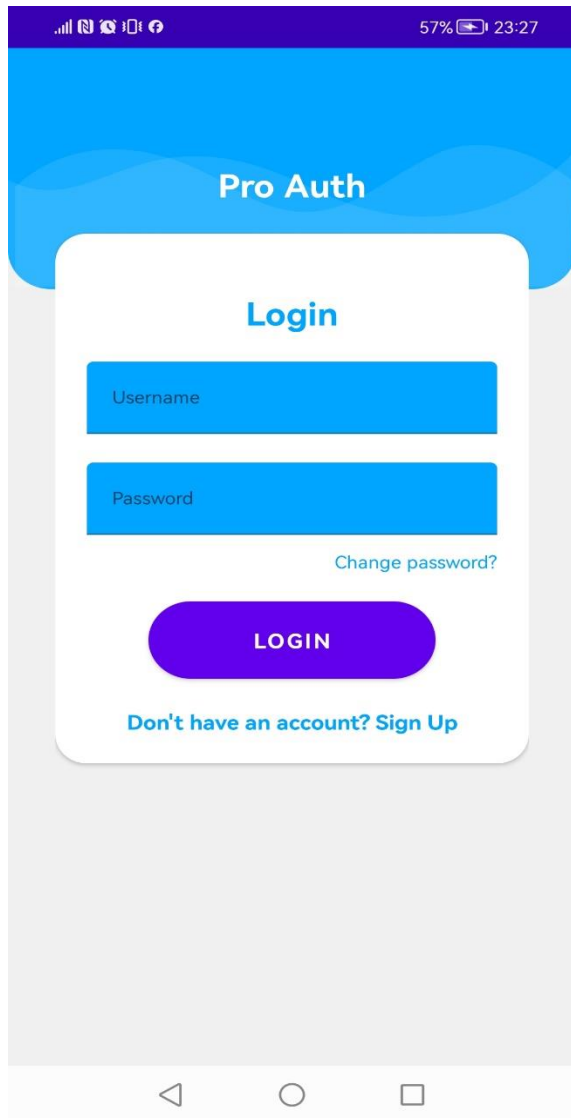 57% 23:27
Pro Auth
Login
Username
Password
Change password?
LOGIN
Don't have an account? Sign Up